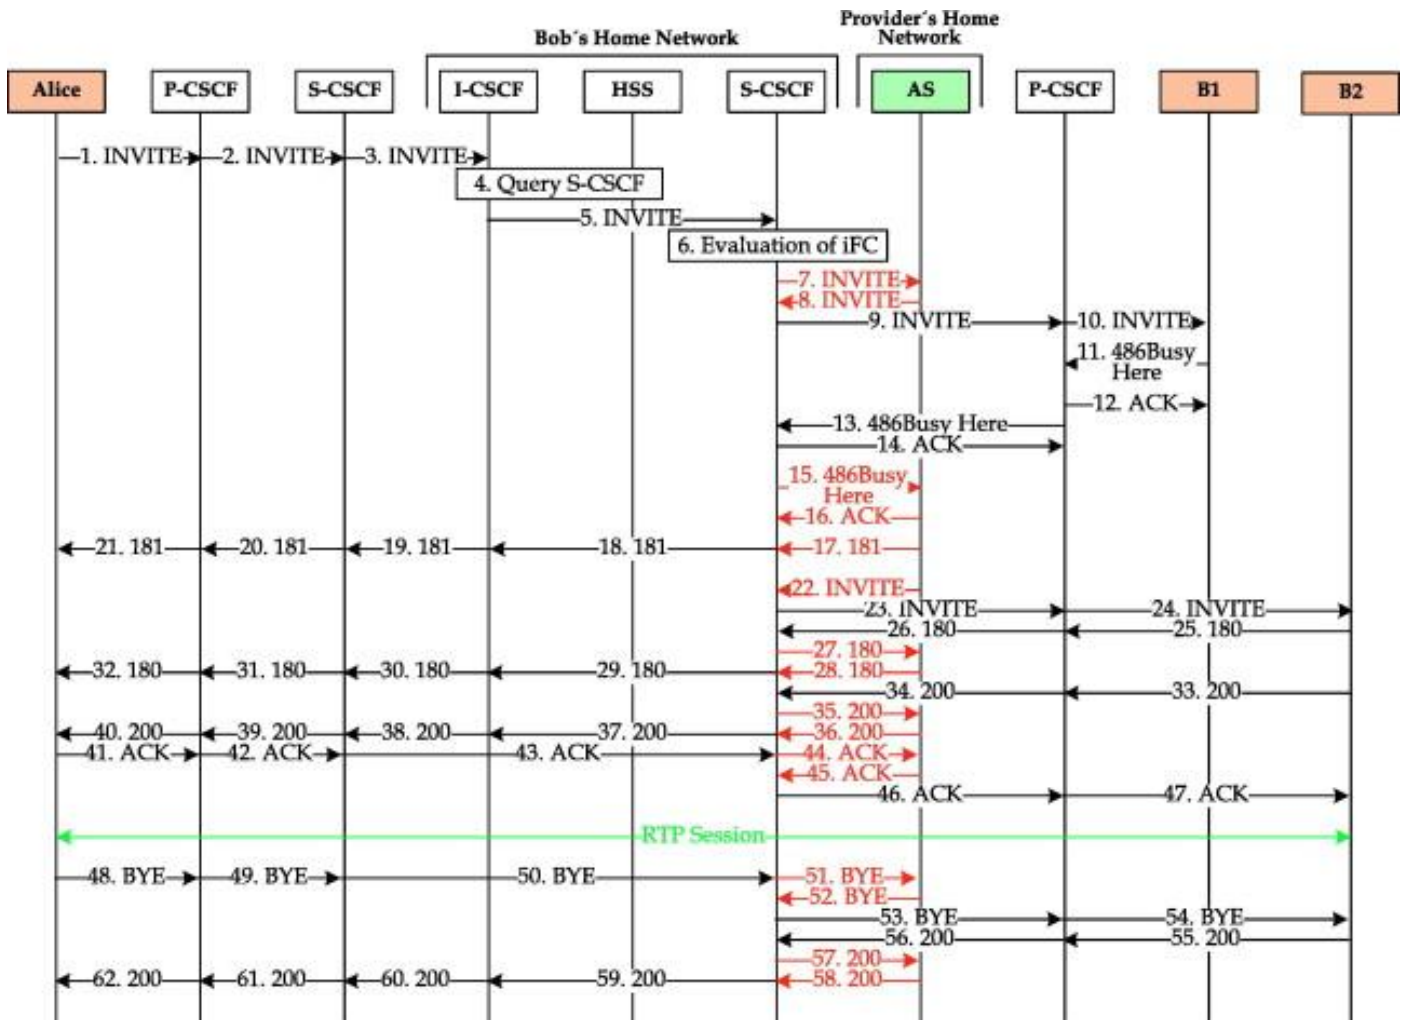 Provider´s Home
Network
Bob´s Home Network
Alice
P-CSCF
S-CSCF
I-CSCF
HSS
S-CSCF
AS
P-CSCF
B1
B2
1. INVITE
2. INVITE
3. INVITE
4. Query S-CSCF
5. INVITE
6. Evaluation of iFC
7. INVITE
8. INVITE
9. INVITE
10. INVITE
11. 486Busy
Here
12. ACK
13. 486Busy Here
14. ACK
15. 486Busy
Here
16. ACK
21. 181
20. 181
19. 181
18. 181
17. 181
22. INVITE
23. INVITE
24. INVITE
26. 180
25. 180
27. 180
32. 180
31. 180
30. 180
29. 180
28. 180
34. 200
33. 200
35. 200
40. 200
39. 200
38. 200
37. 200
36. 200
41. ACK
42. ACK
43. ACK
44. ACK
45. ACK
46. ACK
47. ACK
RTP Session
48. BYE
49. BYE
50. BYE
51. BYE
52. BYE
53. BYE
54. BYE
56. 200
55. 200
57. 200
62. 200
61. 200
60. 200
59. 200
58. 200